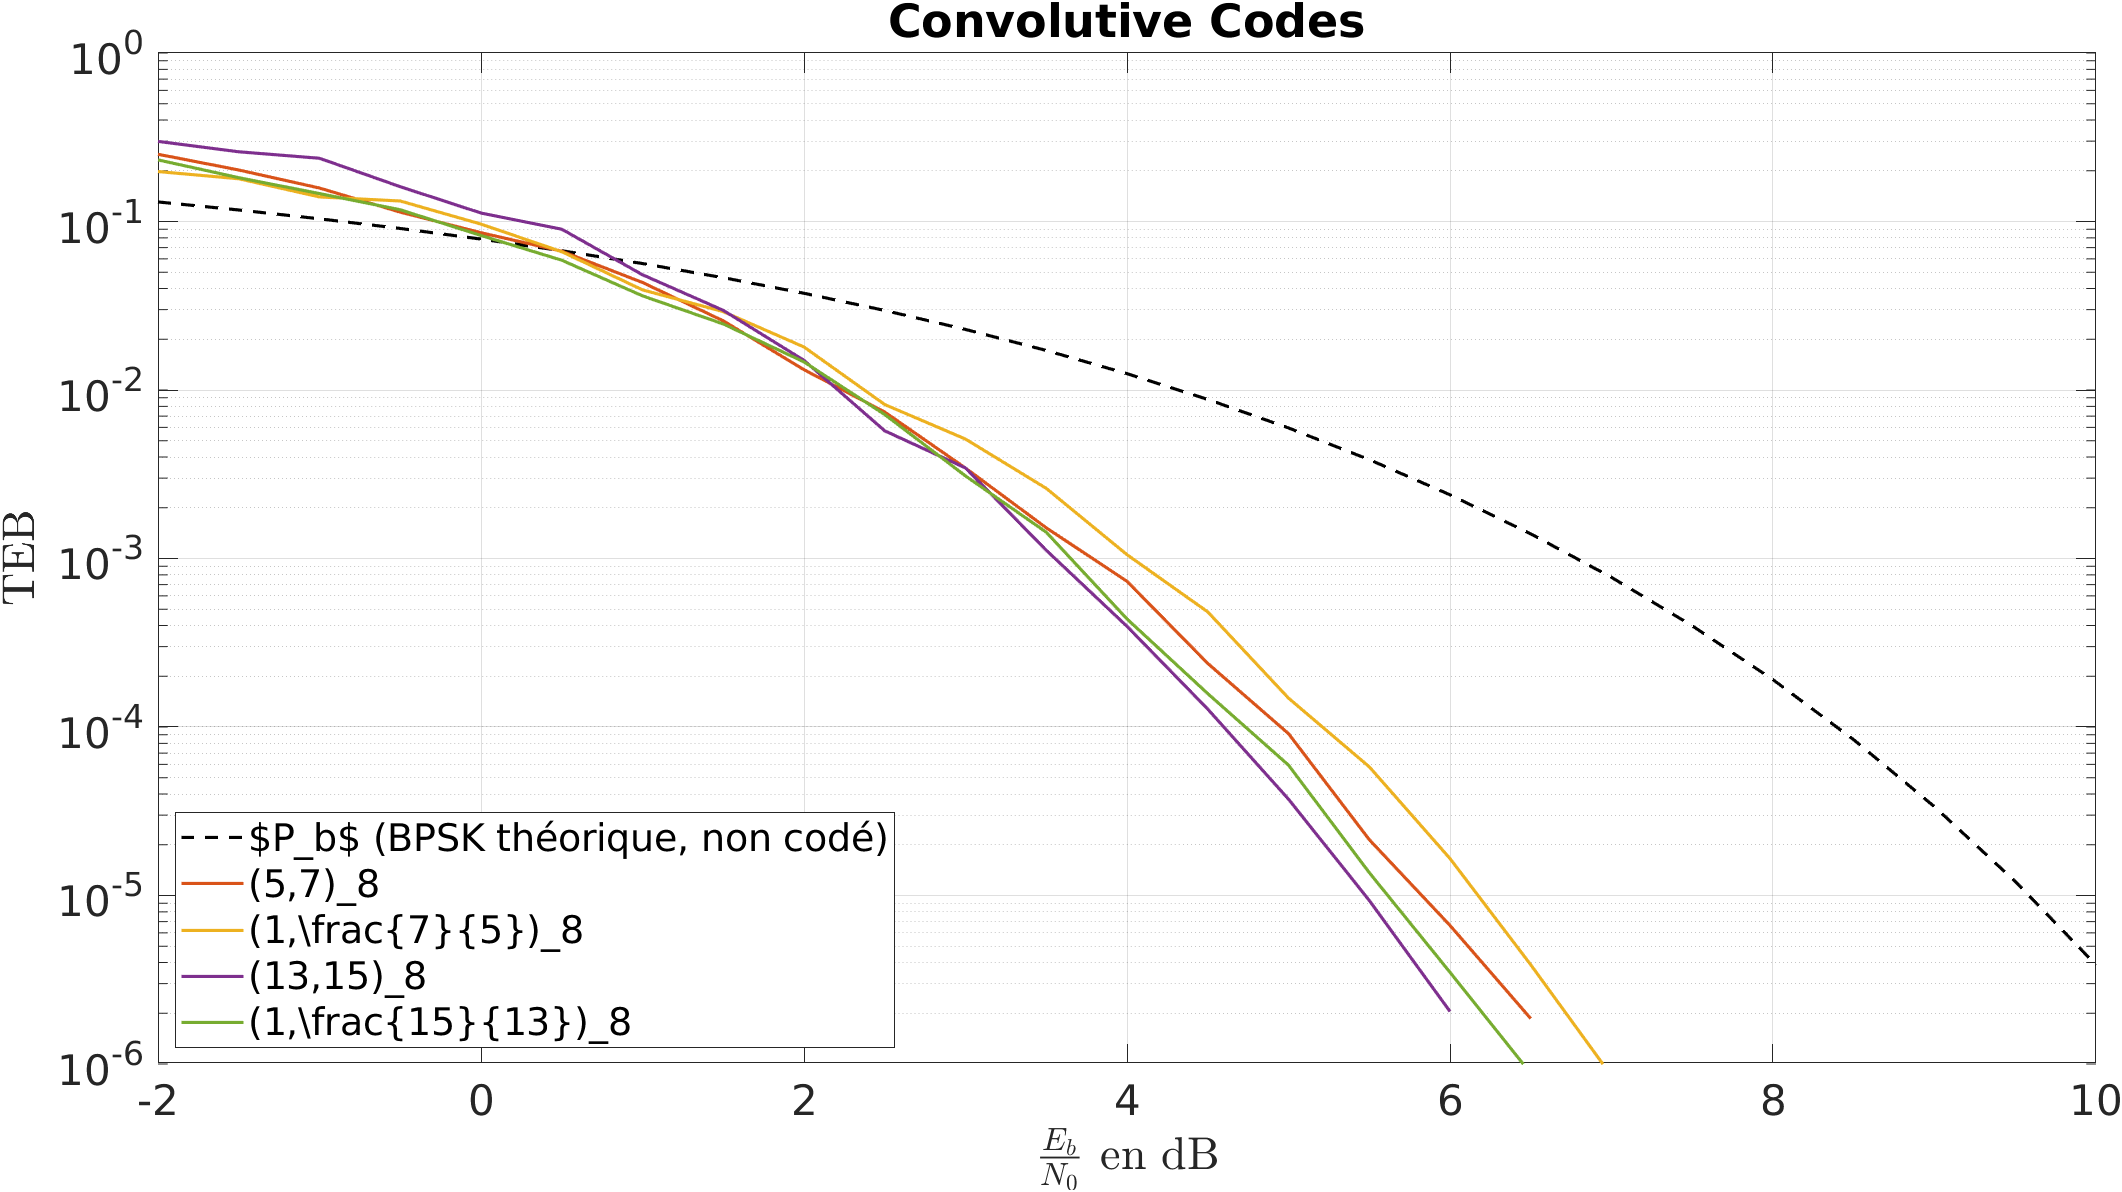 Convolutive Codes
10^0
10^-1
10^-2
10^-3
10^-4
10^-5
10^-6
TEB
$P_b$ (BPSK théorique, non codé)
(5,7)_8
(1,\frac{7}{5})_8
(13,15)_8
(1,\frac{15}{13})_8
-2 0 2 4 6 8 10
E_b/N_0 en dB